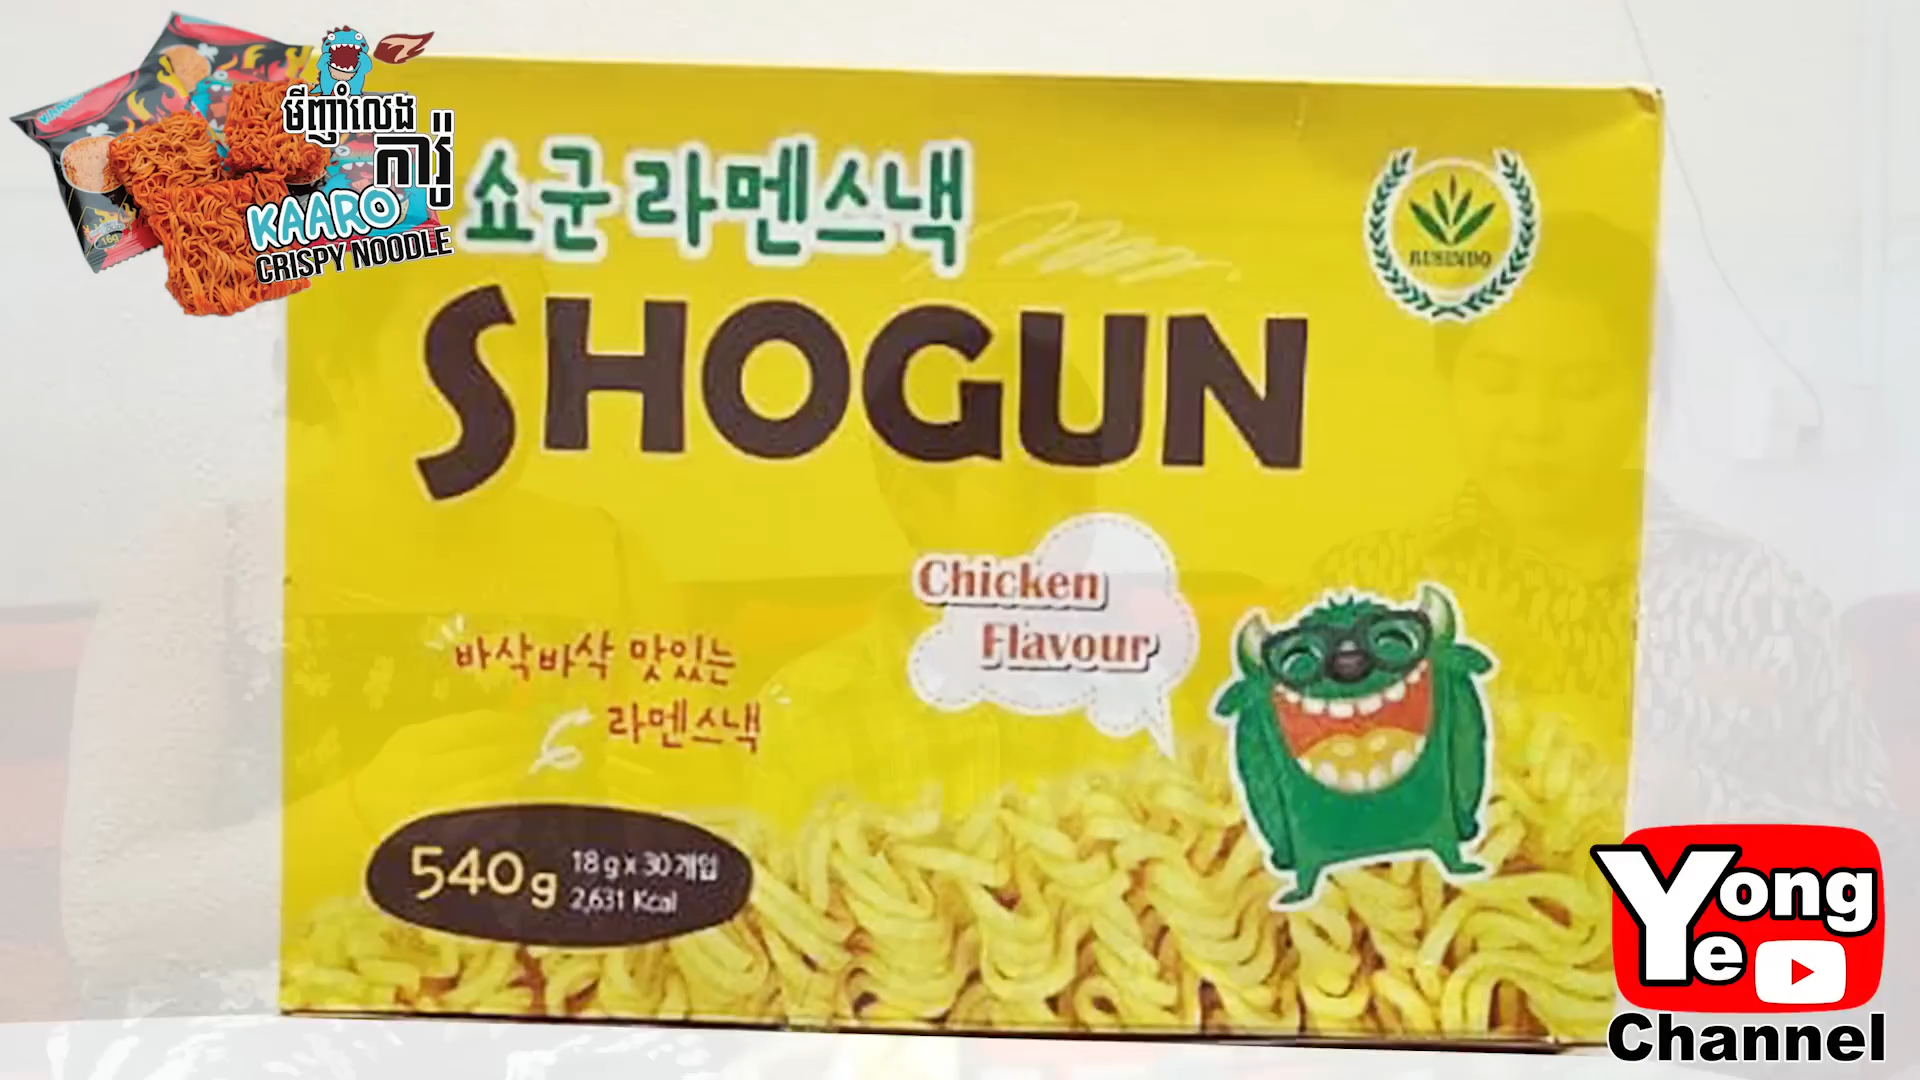 មីញ៉ាំលេង
ការ៉ូ
KAARO
CRISPY NOODLE
쇼군 라멘스낵
SHOGUN
RUSINDO
Chicken
Flavour
바삭바삭 맛있는
라멘스낵
540g
18g x 30개입
2,631 Kcal
Yong
Ye
Channel